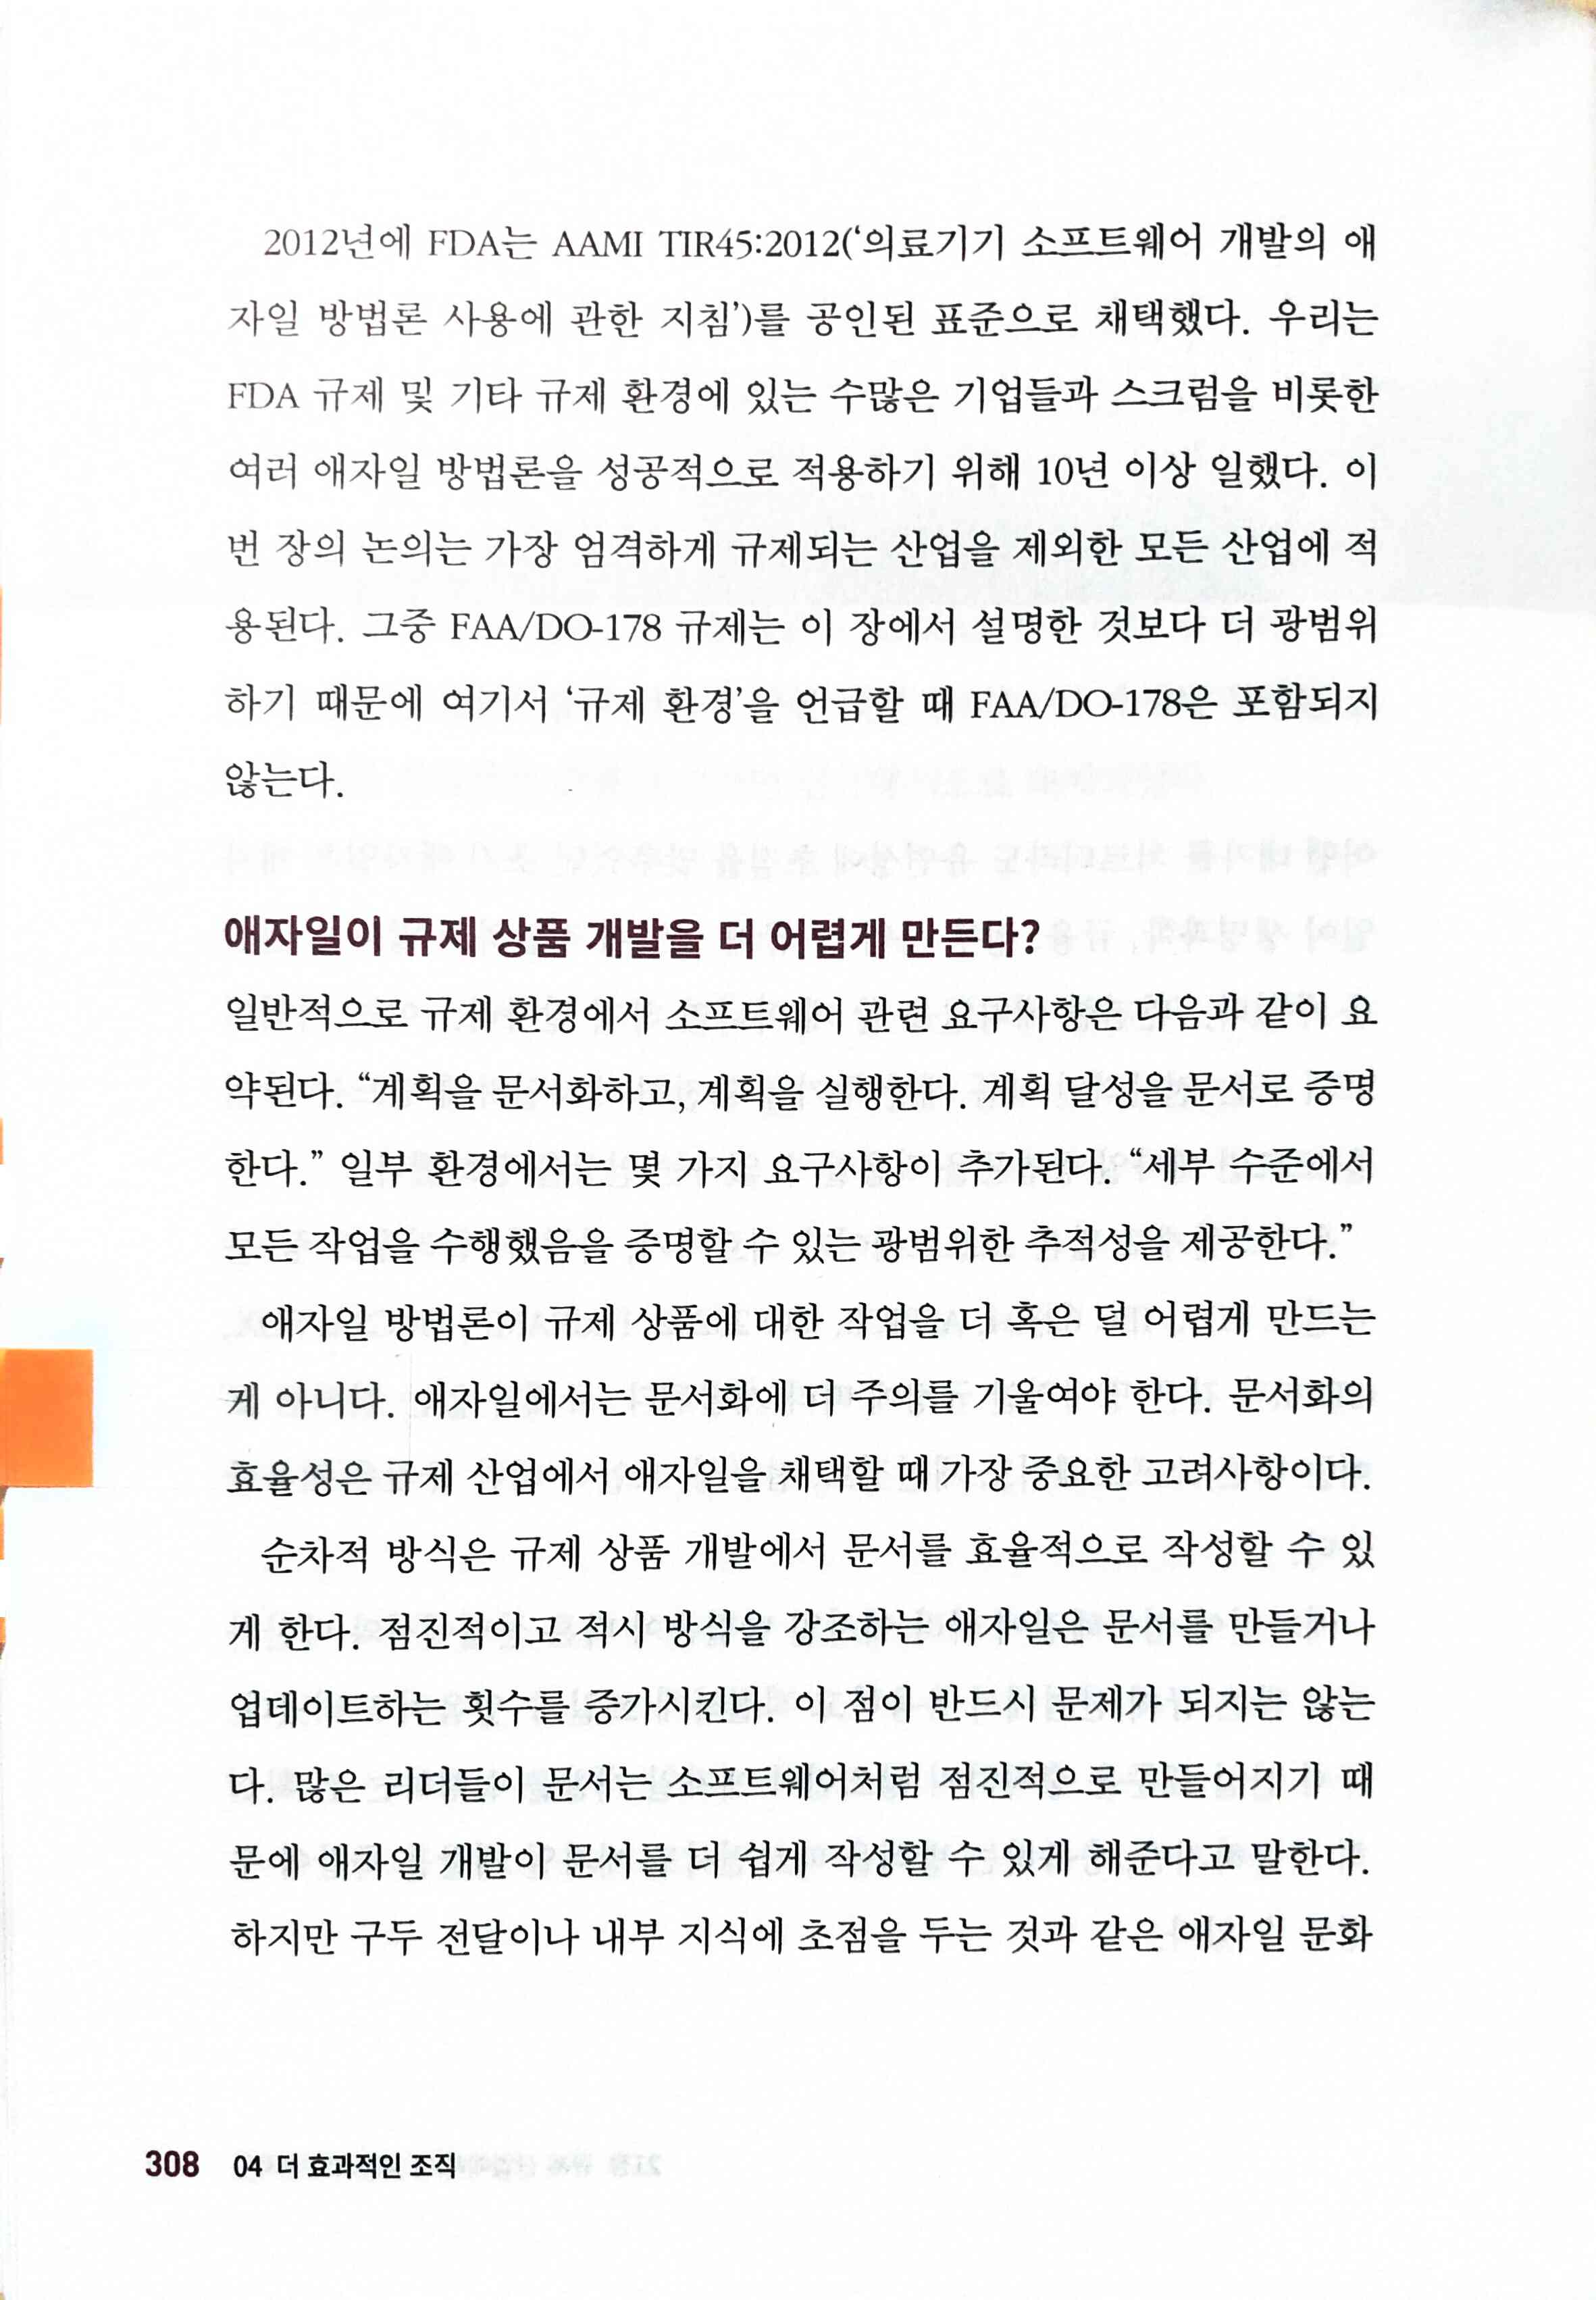 2012년에 FDA는 AAMI TIR45:2012(‘의료기기 소프트웨어 개발의 애
자일 방법론 사용에 관한 지침’)를 공인된 표준으로 채택했다. 우리는
FDA 규제 및 기타 규제 환경에 있는 수많은 기업들과 스크럼을 비롯한
여러 애자일 방법론을 성공적으로 적용하기 위해 10년 이상 일했다. 이
번 장의 논의는 가장 엄격하게 규제되는 산업을 제외한 모든 산업에 적
용된다. 그중 FAA/DO-178 규제는 이 장에서 설명한 것보다 더 광범위
하기 때문에 여기서 ‘규제 환경’을 언급할 때 FAA/DO-178은 포함되지
않는다.
애자일이 규제 상품 개발을 더 어렵게 만든다?
일반적으로 규제 환경에서 소프트웨어 관련 요구사항은 다음과 같이 요
약된다. “계획을 문서화하고, 계획을 실행한다. 계획 달성을 문서로 증명
한다.” 일부 환경에서는 몇 가지 요구사항이 추가된다. “세부 수준에서
모든 작업을 수행했음을 증명할 수 있는 광범위한 추적성을 제공한다.”
애자일 방법론이 규제 상품에 대한 작업을 더 혹은 덜 어렵게 만드는
게 아니다. 애자일에서는 문서화에 더 주의를 기울여야 한다. 문서화의
효율성은 규제 산업에서 애자일을 채택할 때 가장 중요한 고려사항이다.
순차적 방식은 규제 상품 개발에서 문서를 효율적으로 작성할 수 있
게 한다. 점진적이고 적시 방식을 강조하는 애자일은 문서를 만들거나
업데이트하는 횟수를 증가시킨다. 이 점이 반드시 문제가 되지는 않는
다. 많은 리더들이 문서는 소프트웨어처럼 점진적으로 만들어지기 때
문에 애자일 개발이 문서를 더 쉽게 작성할 수 있게 해준다고 말한다.
하지만 구두 전달이나 내부 지식에 초점을 두는 것과 같은 애자일 문화
308 04 더 효과적인 조직